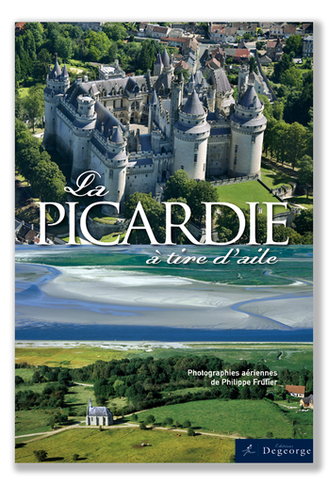 La
PICARDIE
à tire d'aile
Photographies aériennes
de Philippe Frutier
Éditions
Degeorge